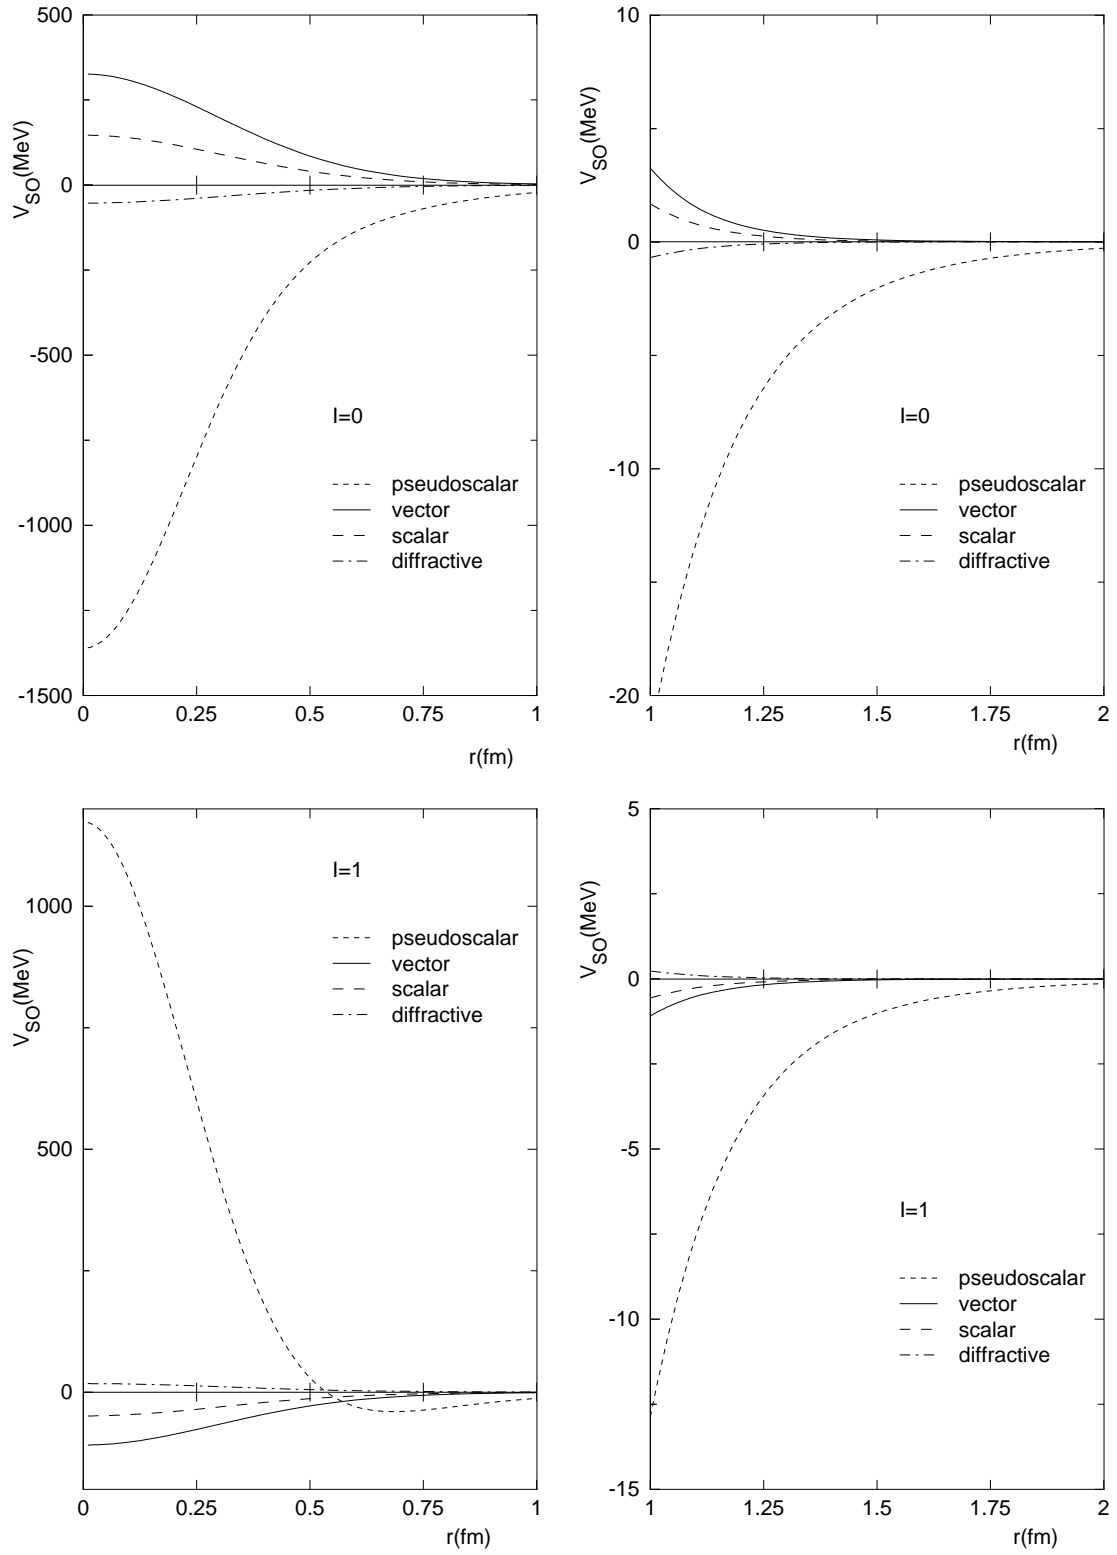 500
0
-500
-1000
-1500
V_SO(MeV)
I=0
pseudoscalar
vector
scalar
diffractive
0 0.25 0.5 0.75 1
r(fm)
10
0
-10
-20
V_SO(MeV)
I=0
pseudoscalar
vector
scalar
diffractive
1 1.25 1.5 1.75 2
r(fm)
1000
500
0
V_SO(MeV)
I=1
pseudoscalar
vector
scalar
diffractive
0 0.25 0.5 0.75 1
r(fm)
5
0
-5
-10
-15
V_SO(MeV)
I=1
pseudoscalar
vector
scalar
diffractive
1 1.25 1.5 1.75 2
r(fm)